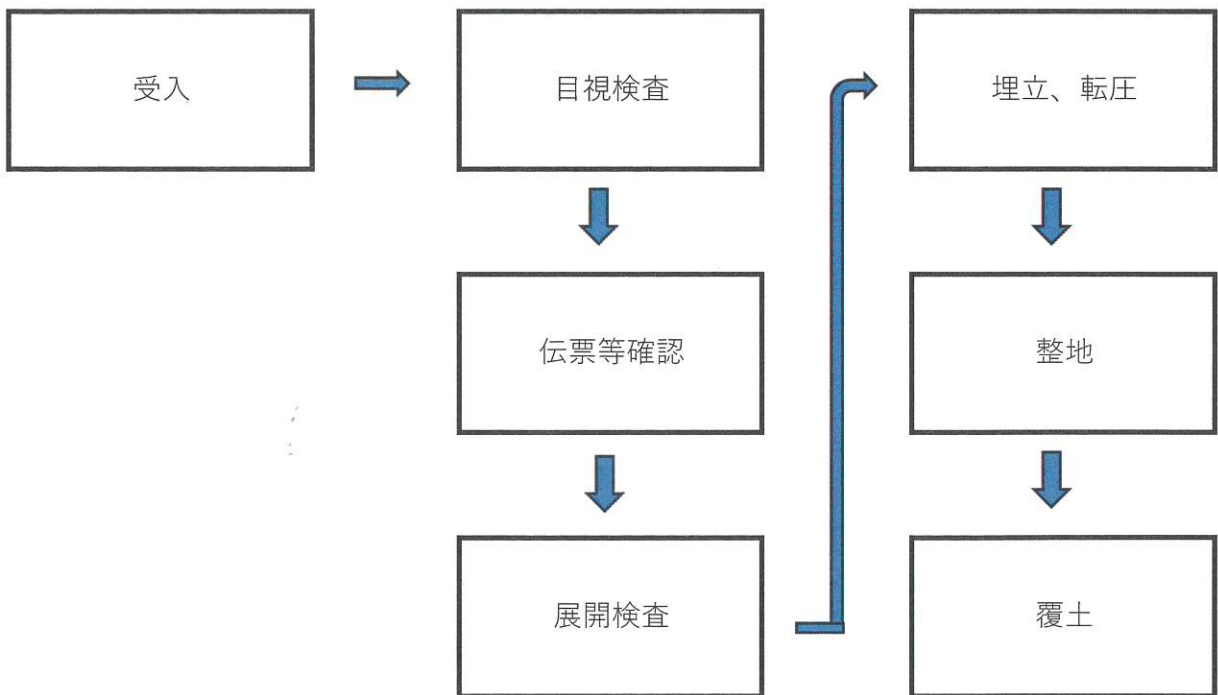 受入
目視検査
伝票等確認
展開検査
埋立、転圧
整地
覆土